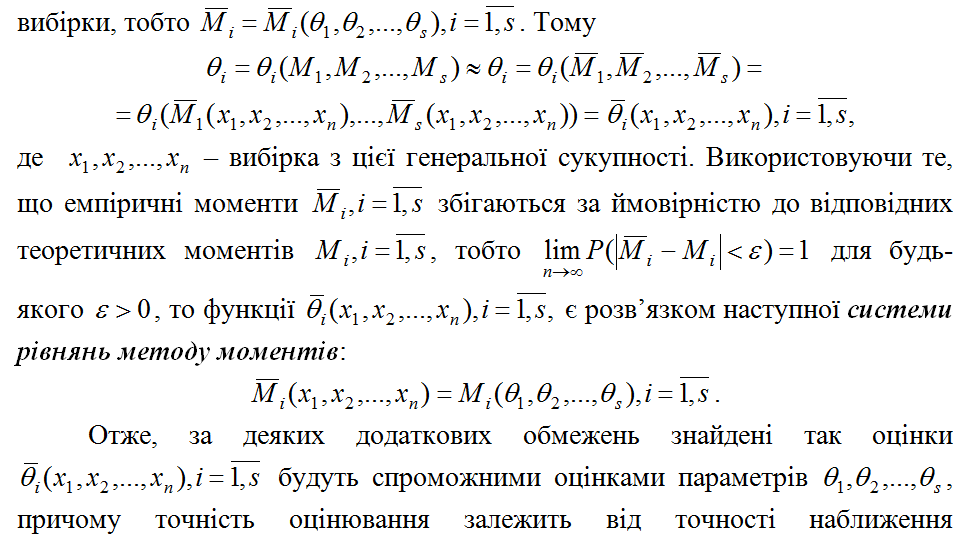 вибірки, тобто M̅ᵢ = M̅ᵢ(θ₁,θ₂,...,θₛ), i = 1,s̅. Тому
θᵢ = θᵢ(M₁,M₂,...,Mₛ) ≈ θᵢ = θᵢ(M̅₁,M̅₂,...,M̅ₛ) =
= θᵢ(M̅₁(x₁,x₂,...,xₙ),...,M̅ₛ(x₁,x₂,...,xₙ)) = θ̅ᵢ(x₁,x₂,...,xₙ), i = 1,s̅,
де x₁,x₂,...,xₙ – вибірка з цієї генеральної сукупності. Використовуючи те,
що емпіричні моменти M̅ᵢ, i = 1,s̅ збігаються за ймовірністю до відповідних
теоретичних моментів Mᵢ, i = 1,s̅, тобто lim P(|M̅ᵢ − Mᵢ| < ε) = 1 для будь-
n→∞
якого ε > 0, то функції θ̅ᵢ(x₁,x₂,...,xₙ), i = 1,s̅, є розв’язком наступної системи
рівнянь методу моментів:
M̅ᵢ(x₁,x₂,...,xₙ) = Mᵢ(θ₁,θ₂,...,θₛ), i = 1,s̅.
Отже, за деяких додаткових обмежень знайдені так оцінки
θ̅ᵢ(x₁,x₂,...,xₙ), i = 1,s̅ будуть спроможними оцінками параметрів θ₁,θ₂,...,θₛ,
причому точність оцінювання залежить від точності наближення